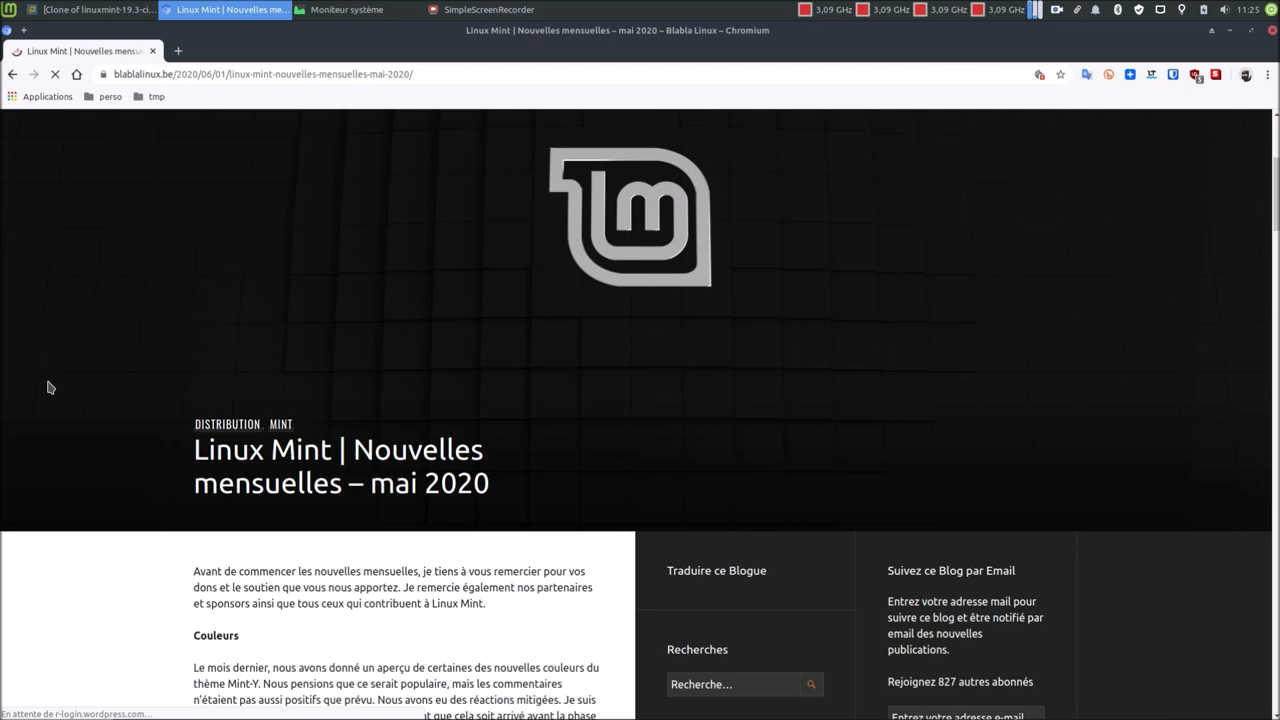 [Clone of linuxmint-19.3-ci...
Linux Mint | Nouvelles me...
Moniteur système
SimpleScreenRecorder
3,09 GHz
3,09 GHz
3,09 GHz
3,09 GHz
11:25
Linux Mint | Nouvelles mensuelles – mai 2020 – Blabla Linux – Chromium
Linux Mint | Nouvelles mensu
blablalinux.be/2020/06/01/linux-mint-nouvelles-mensuelles-mai-2020/
Applications
perso
tmp
lm
DISTRIBUTION MINT
Linux Mint | Nouvelles
mensuelles – mai 2020
Avant de commencer les nouvelles mensuelles, je tiens à vous remercier pour vos
dons et le soutien que vous nous apportez. Je remercie également nos partenaires
et sponsors ainsi que tous ceux qui contribuent à Linux Mint.
Couleurs
Le mois dernier, nous avons donné un aperçu de certaines des nouvelles couleurs du
thème Mint-Y. Nous pensions que ce serait populaire, mais les commentaires
n'étaient pas aussi positifs que prévu. Nous avons eu des réactions mitigées. Je suis
nt que cela soit arrivé avant la phase
Traduire ce Blogue
Recherches
Recherche…
Suivez ce Blog par Email
Entrez votre adresse mail pour
suivre ce blog et être notifié par
email des nouvelles
publications.
Rejoignez 827 autres abonnés
Entrez votre adresse e-mail
En attente de r-login.wordpress.com…